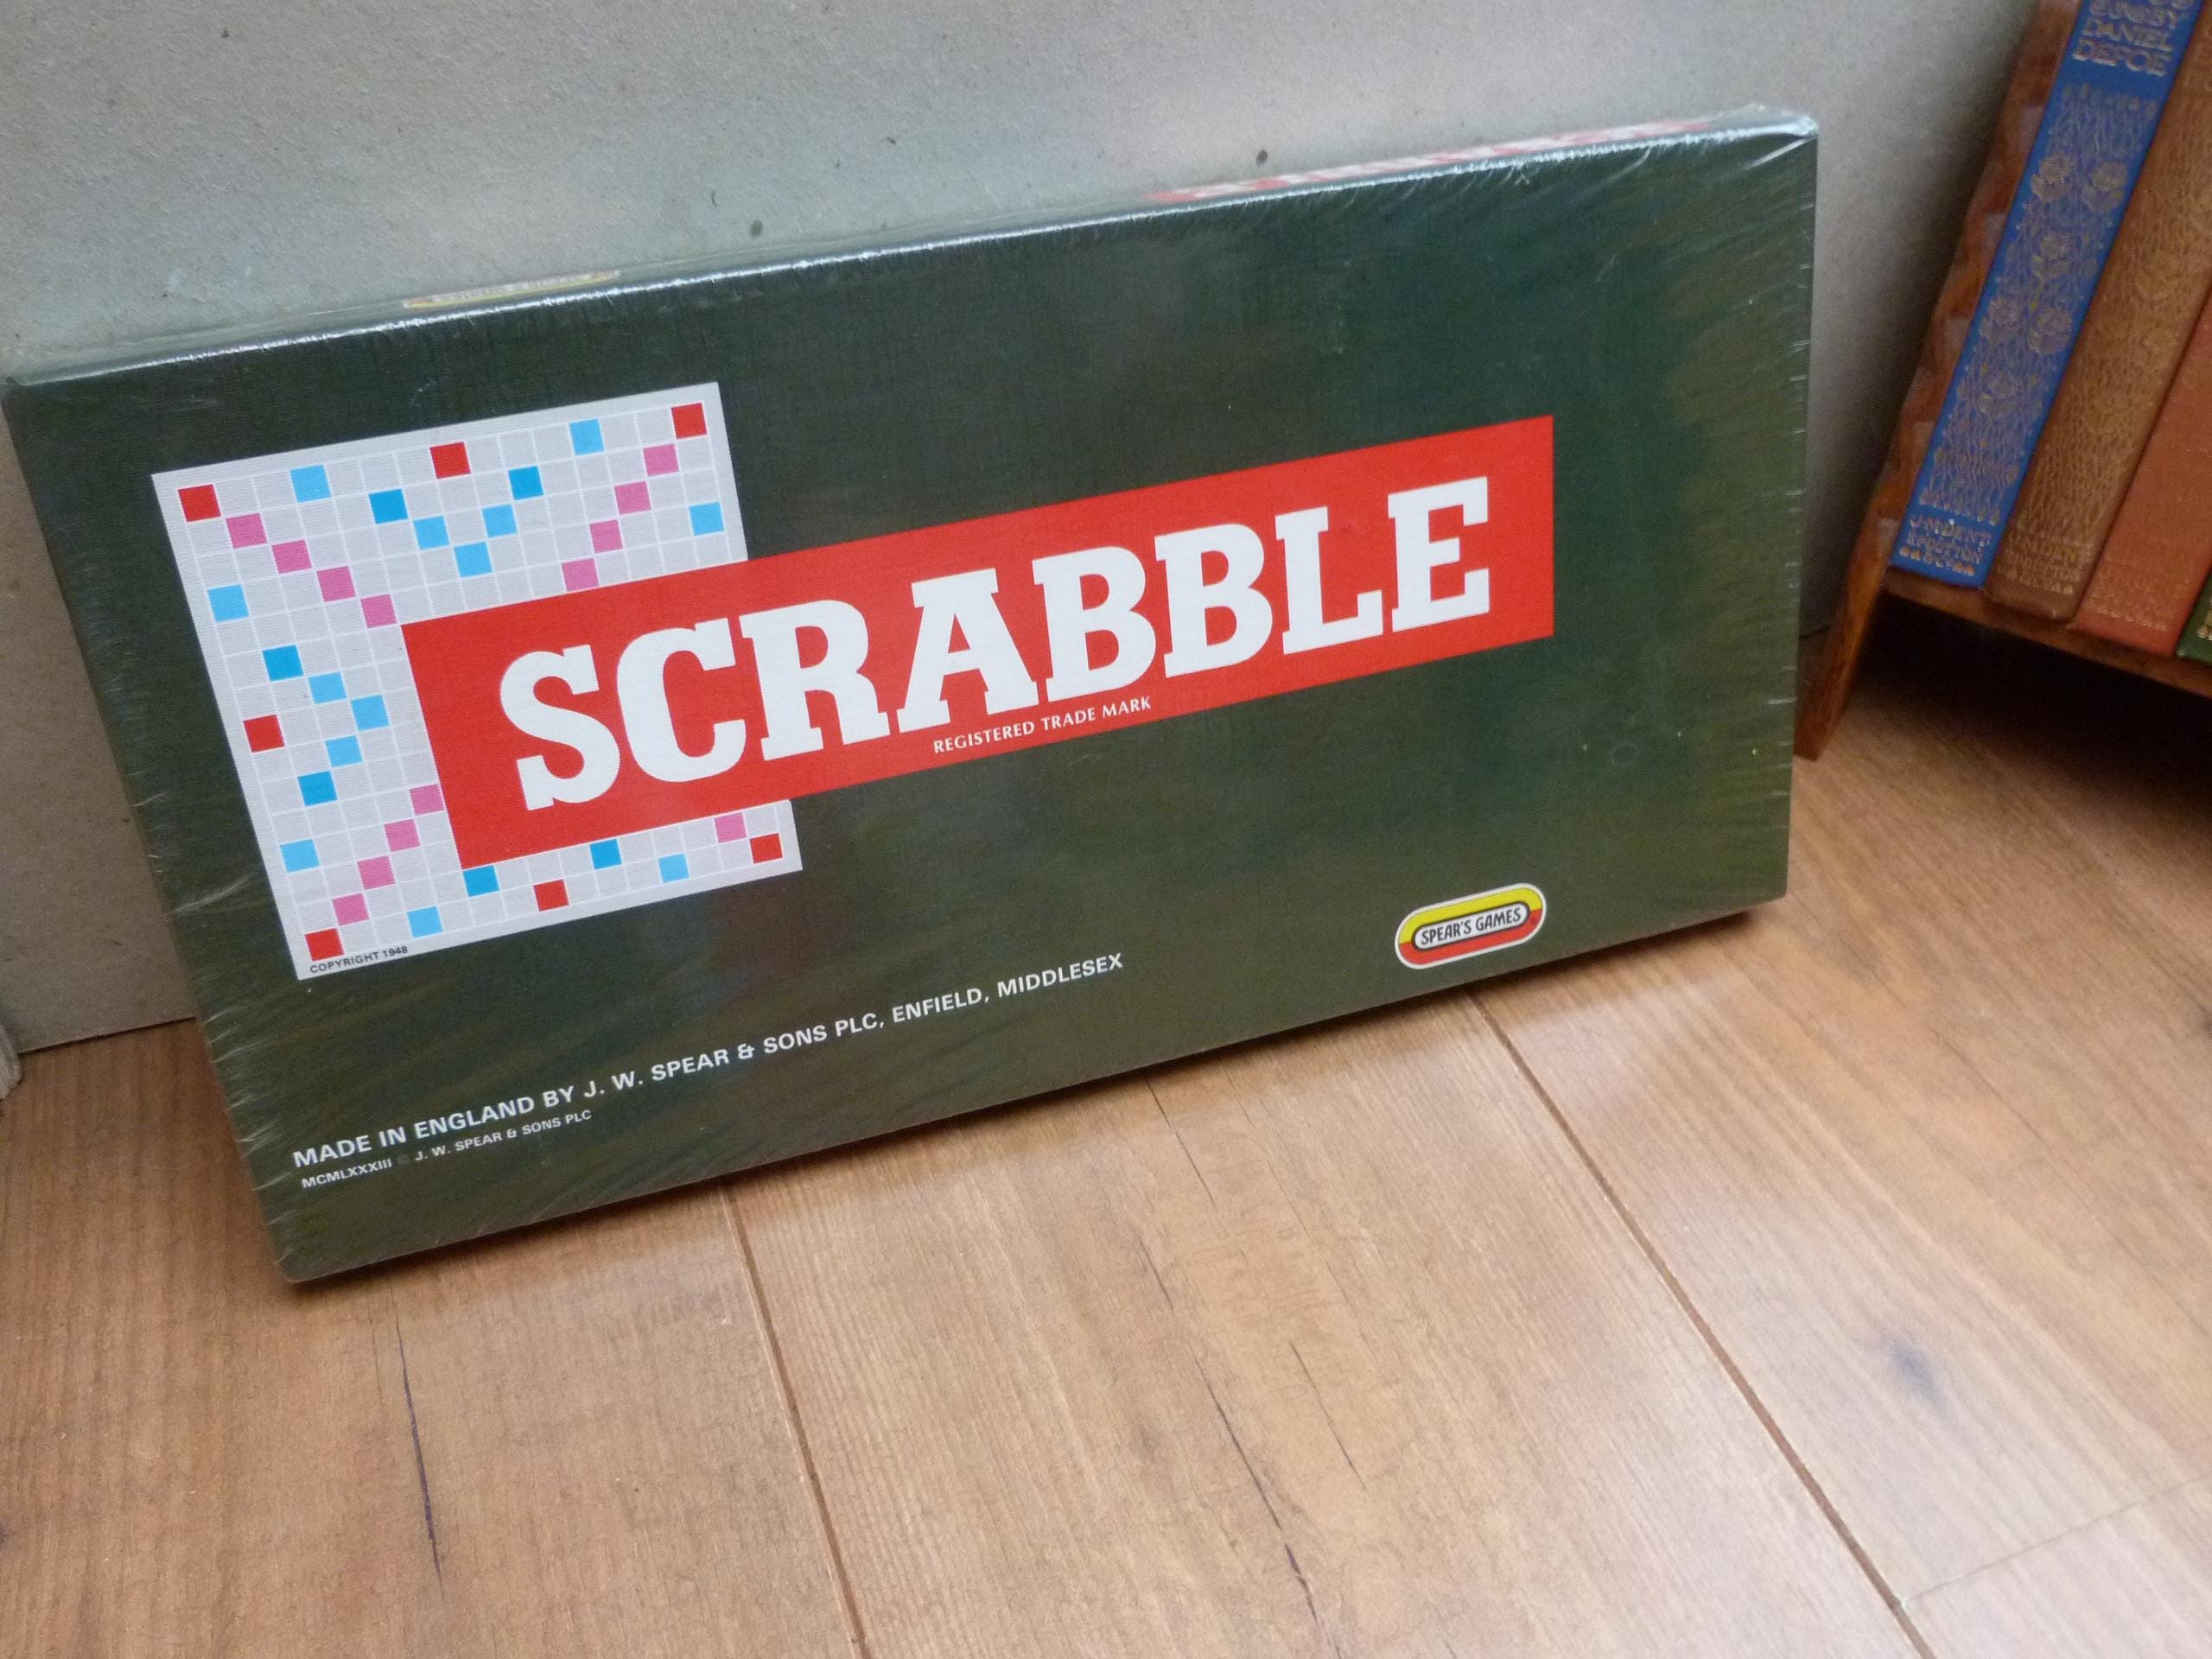 SCRABBLE
REGISTERED TRADE MARK
COPYRIGHT 1948
SPEAR'S GAMES
MADE IN ENGLAND BY J. W. SPEAR & SONS PLC, ENFIELD, MIDDLESEX
MCMLXXXIII © J. W. SPEAR & SONS PLC
DANIEL
DEFOE